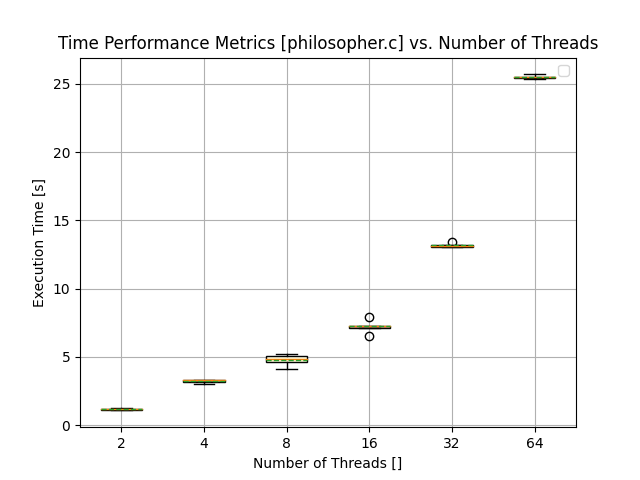 Time Performance Metrics [philosopher.c] vs. Number of Threads
Execution Time [s]
25
20
15
10
5
0
2 4 8 16 32 64
Number of Threads []